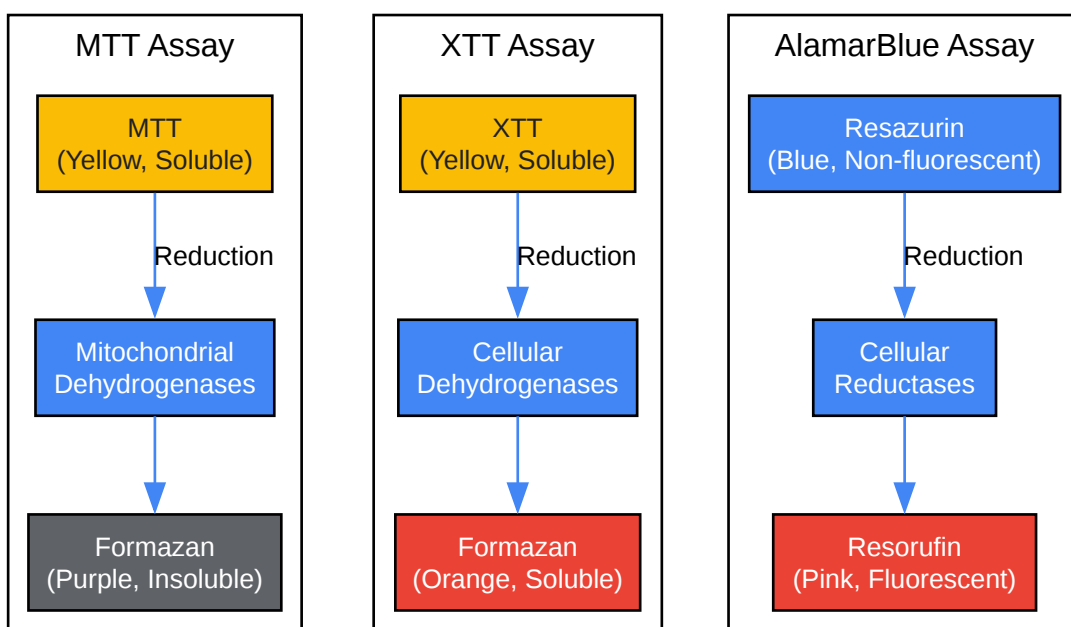 MTT Assay
MTT
(Yellow, Soluble)
Reduction
Mitochondrial
Dehydrogenases
Formazan
(Purple, Insoluble)
XTT Assay
XTT
(Yellow, Soluble)
Reduction
Cellular
Dehydrogenases
Formazan
(Orange, Soluble)
AlamarBlue Assay
Resazurin
(Blue, Non-fluorescent)
Reduction
Cellular
Reductases
Resorufin
(Pink, Fluorescent)